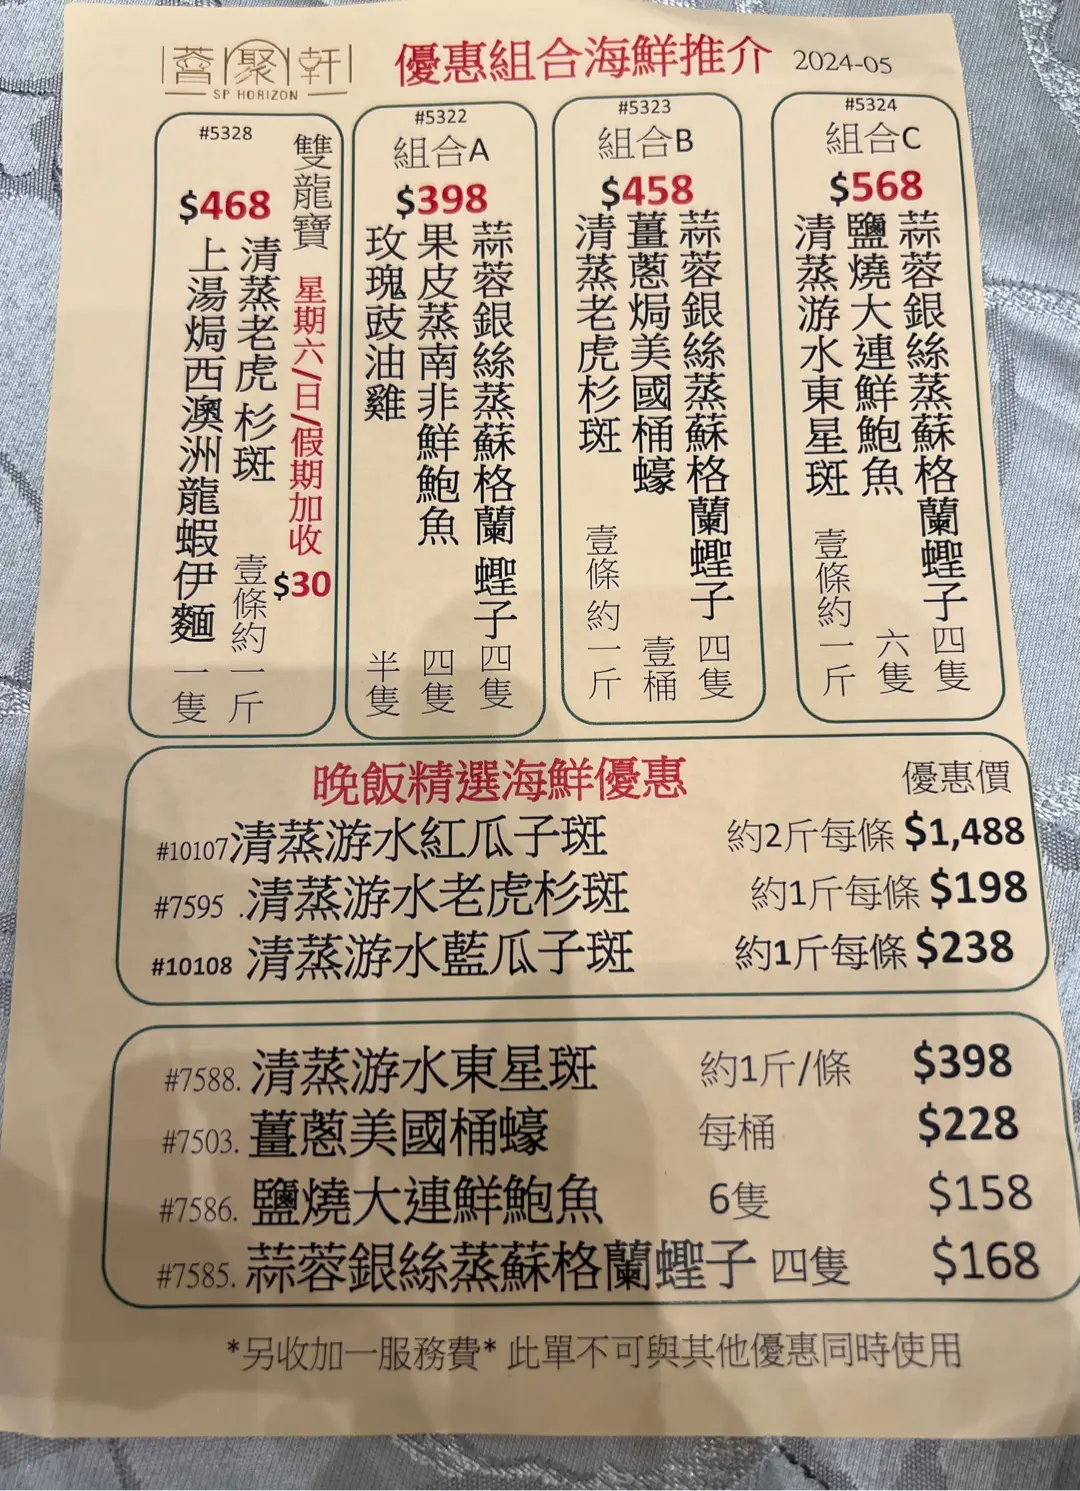 薈聚軒
SP HORIZON
優惠組合海鮮推介
2024-05
#5328
雙龍寶
星期六/日/假期加收
$30
$468
清蒸老虎杉斑 壹條約一斤
上湯焗西澳洲龍蝦伊麵 一隻
#5322
組合A
$398
蒜蓉銀絲蒸蘇格蘭蟶子 四隻
果皮蒸南非鮮鮑魚 四隻
玫瑰豉油雞 半隻
#5323
組合B
$458
蒜蓉銀絲蒸蘇格蘭蟶子 四隻
薑蔥焗美國桶蠔 壹桶
清蒸老虎杉斑 壹條約一斤
#5324
組合C
$568
蒜蓉銀絲蒸蘇格蘭蟶子 四隻
鹽燒大連鮮鮑魚 六隻
清蒸游水東星斑 壹條約一斤
晚飯精選海鮮優惠 優惠價
#10107清蒸游水紅瓜子斑 約2斤每條 $1,488
#7595 .清蒸游水老虎杉斑 約1斤每條 $198
#10108 清蒸游水藍瓜子斑 約1斤每條 $238
#7588. 清蒸游水東星斑 約1斤/條 $398
#7503. 薑蔥美國桶蠔 每桶 $228
#7586. 鹽燒大連鮮鮑魚 6隻 $158
#7585. 蒜蓉銀絲蒸蘇格蘭蟶子 四隻 $168
*另收加一服務費* 此單不可與其他優惠同時使用